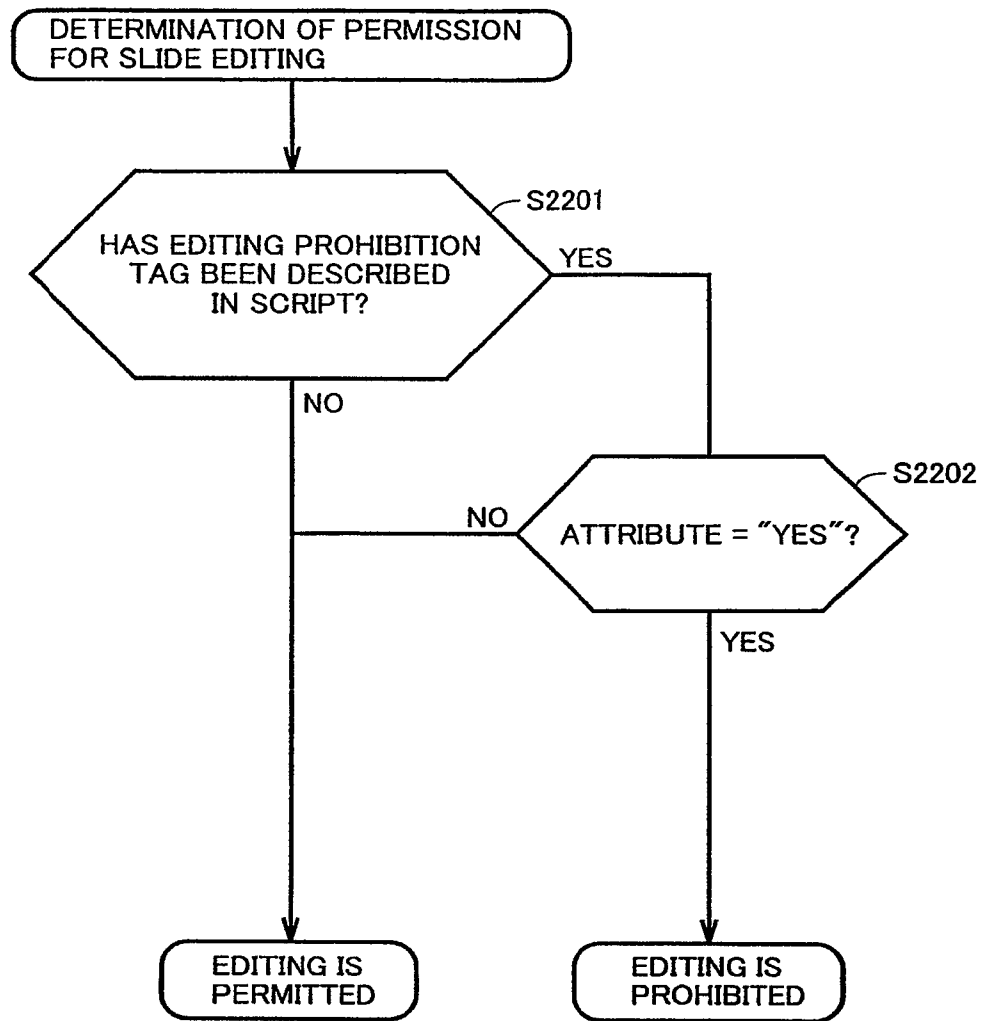 DETERMINATION OF PERMISSION
FOR SLIDE EDITING
S2201
HAS EDITING PROHIBITION
TAG BEEN DESCRIBED
IN SCRIPT?
YES
NO
S2202
NO
ATTRIBUTE = "YES"?
YES
EDITING IS
PERMITTED
EDITING IS
PROHIBITED